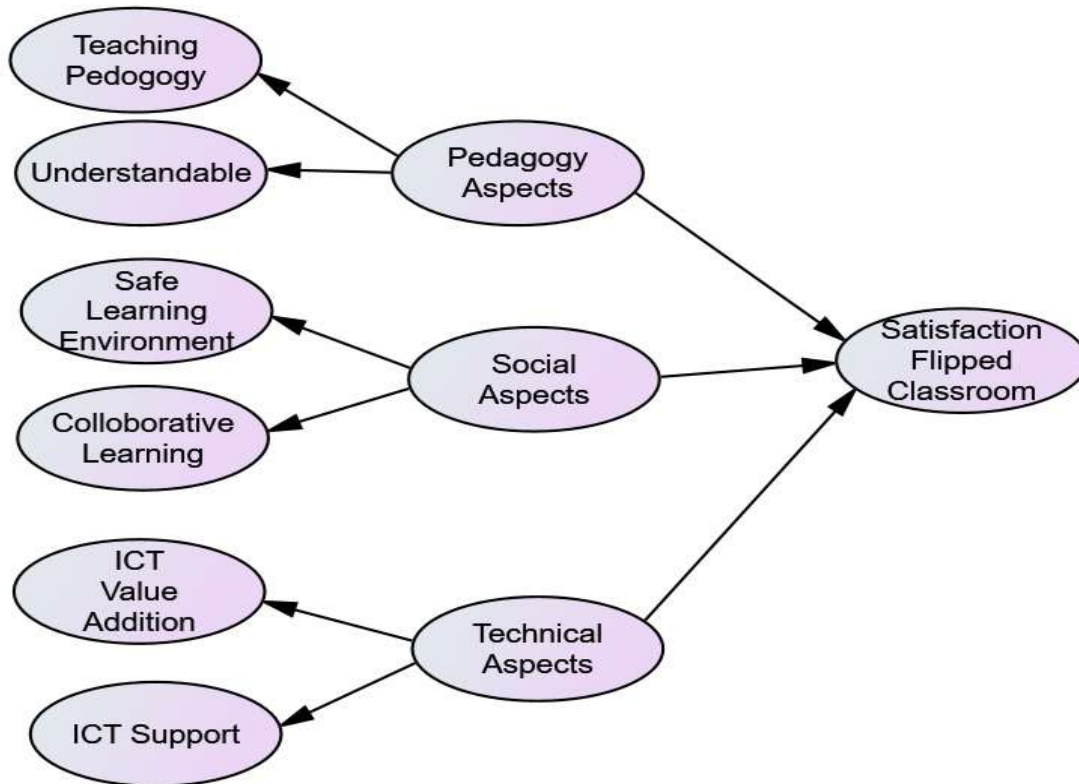 Teaching
Pedogogy
Understandable
Pedagogy
Aspects
Safe
Learning
Environment
Social
Aspects
Colloborative
Learning
Satisfaction
Flipped
Classroom
ICT
Value
Addition
Technical
Aspects
ICT Support